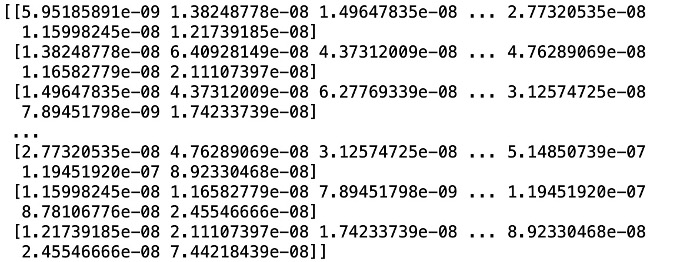 [[5.95185891e-09 1.38248778e-08 1.49647835e-08 ... 2.77320535e-08
1.15998245e-08 1.21739185e-08]
[1.38248778e-08 6.40928149e-08 4.37312009e-08 ... 4.76289069e-08
1.16582779e-08 2.11107397e-08]
[1.49647835e-08 4.37312009e-08 6.27769339e-08 ... 3.12574725e-08
7.89451798e-09 1.74233739e-08]
...
[2.77320535e-08 4.76289069e-08 3.12574725e-08 ... 5.14850739e-07
1.19451920e-07 8.92330468e-08]
[1.15998245e-08 1.16582779e-08 7.89451798e-09 ... 1.19451920e-07
8.78106776e-08 2.45546666e-08]
[1.21739185e-08 2.11107397e-08 1.74233739e-08 ... 8.92330468e-08
2.45546666e-08 7.44218439e-08]]